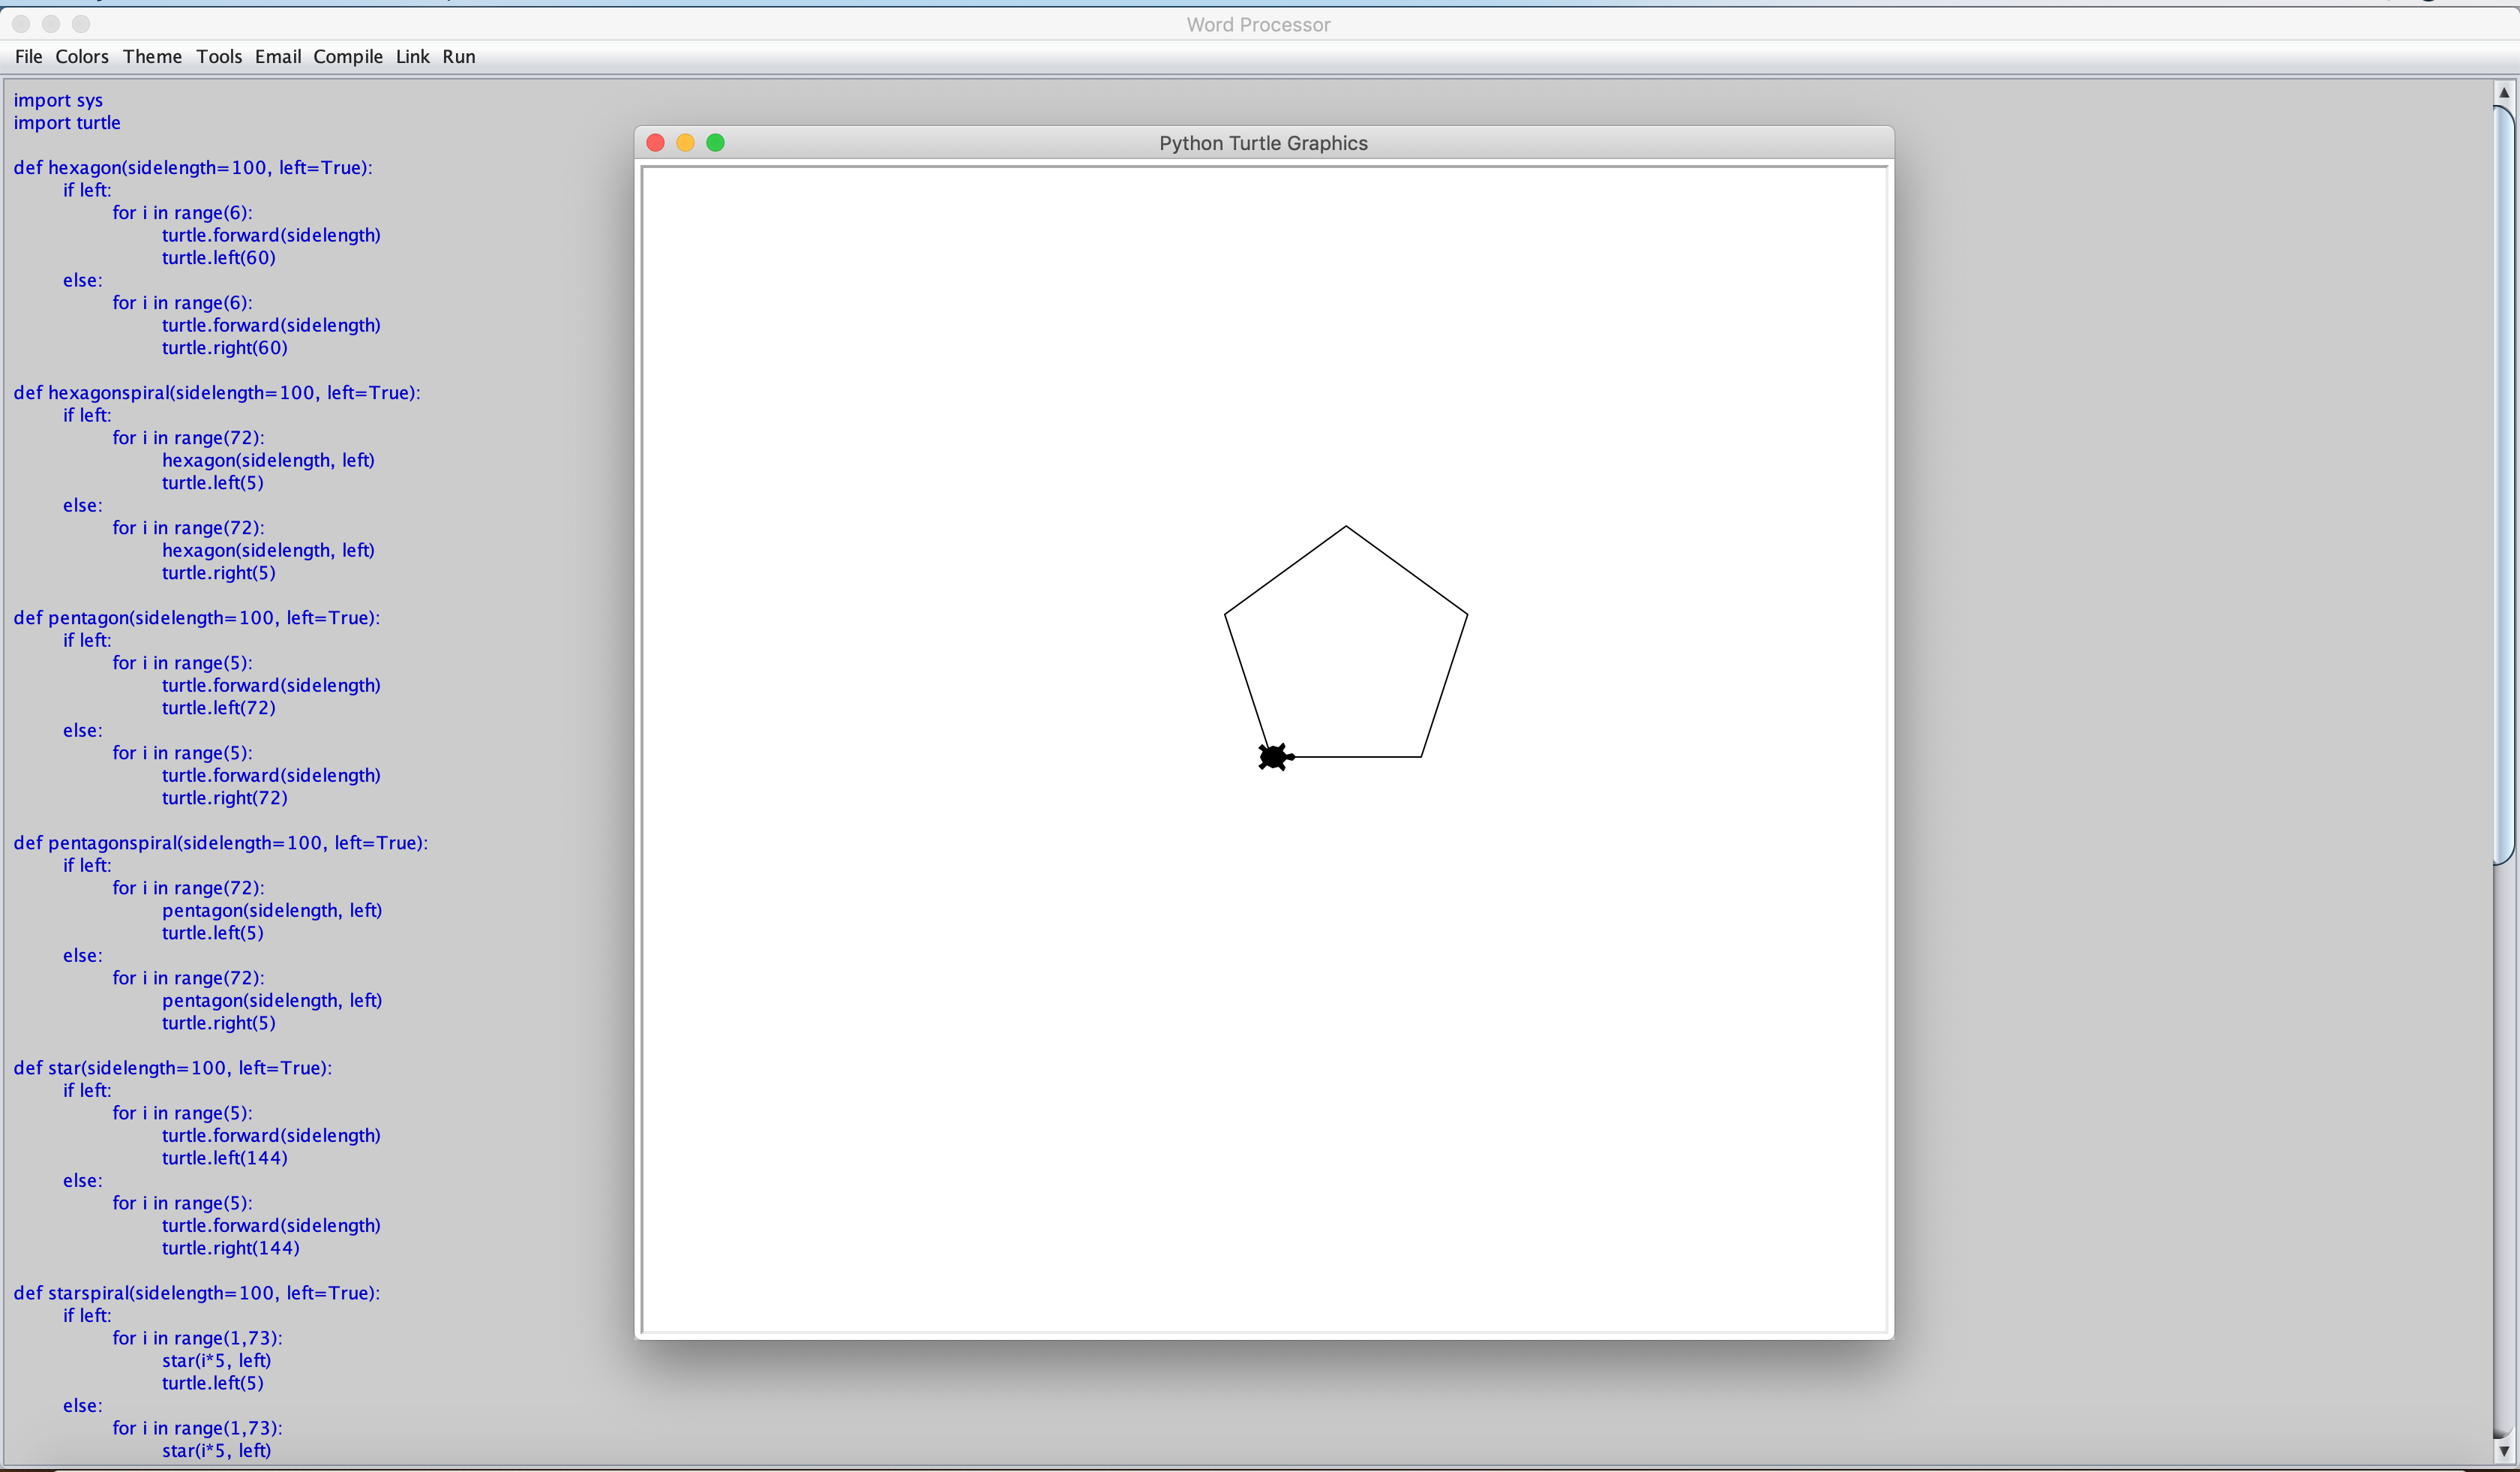 Word Processor
File Colors Theme Tools Email Compile Link Run
import sys
import turtle
def hexagon(sidelength=100, left=True):
if left:
for i in range(6):
turtle.forward(sidelength)
turtle.left(60)
else:
for i in range(6):
turtle.forward(sidelength)
turtle.right(60)
def hexagonspiral(sidelength=100, left=True):
if left:
for i in range(72):
hexagon(sidelength, left)
turtle.left(5)
else:
for i in range(72):
hexagon(sidelength, left)
turtle.right(5)
def pentagon(sidelength=100, left=True):
if left:
for i in range(5):
turtle.forward(sidelength)
turtle.left(72)
else:
for i in range(5):
turtle.forward(sidelength)
turtle.right(72)
def pentagonspiral(sidelength=100, left=True):
if left:
for i in range(72):
pentagon(sidelength, left)
turtle.left(5)
else:
for i in range(72):
pentagon(sidelength, left)
turtle.right(5)
def star(sidelength=100, left=True):
if left:
for i in range(5):
turtle.forward(sidelength)
turtle.left(144)
else:
for i in range(5):
turtle.forward(sidelength)
turtle.right(144)
def starspiral(sidelength=100, left=True):
if left:
for i in range(1,73):
star(i*5, left)
turtle.left(5)
else:
for i in range(1,73):
star(i*5, left)
Python Turtle Graphics